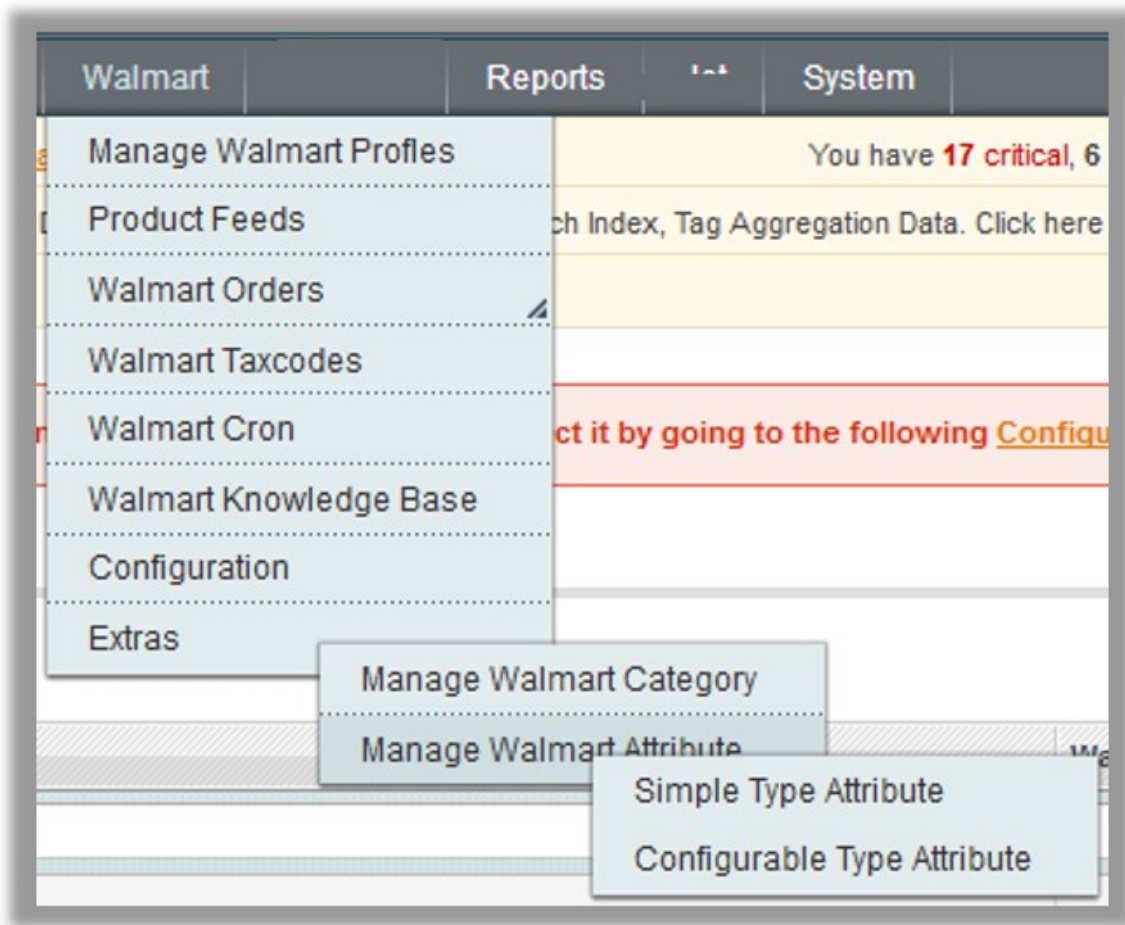 Walmart Reports System
Manage Walmart Profles
You have 17 critical, 6
Product Feeds
ch Index, Tag Aggregation Data. Click here
Walmart Orders
Walmart Taxcodes
Walmart Cron
ct it by going to the following Configu
Walmart Knowledge Base
Configuration
Extras
Manage Walmart Category
Manage Walmart Attribute
Simple Type Attribute
Configurable Type Attribute